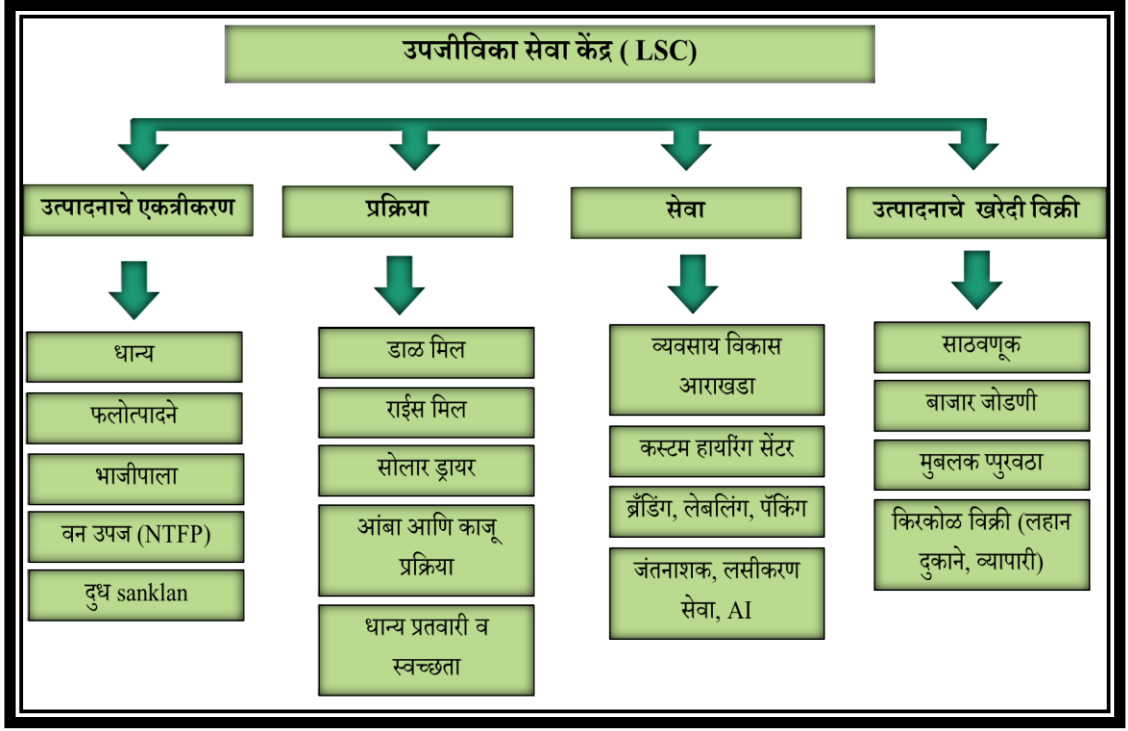 उपजीविका सेवा केंद्र ( LSC)
उत्पादनाचे एकत्रीकरण
प्रक्रिया
सेवा
उत्पादनाचे खरेदी विक्री
धान्य
फलोत्पादने
भाजीपाला
वन उपज (NTFP)
दुध sanklan
डाळ मिल
राईस मिल
सोलार ड्रायर
आंबा आणि काजू
प्रक्रिया
धान्य प्रतवारी व
स्वच्छता
व्यवसाय विकास
आराखडा
कस्टम हायरिंग सेंटर
ब्रँडिंग, लेबलिंग, पॅकिंग
जंतनाशक, लसीकरण
सेवा, AI
साठवणूक
बाजार जोडणी
मुबलक प्पुरवठा
किरकोळ विक्री (लहान
दुकाने, व्यापारी)